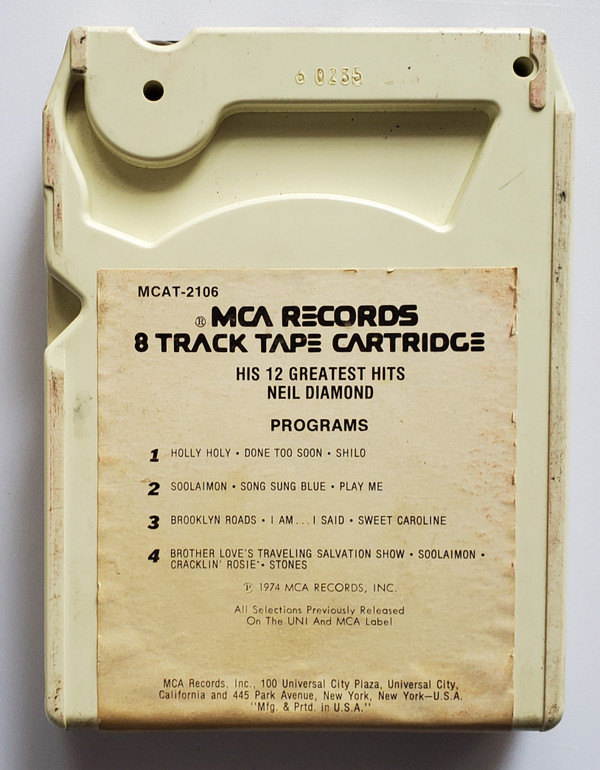 6 0235
MCAT-2106
® MCA RECORDS
8 TRACK TAPE CARTRIDGE
HIS 12 GREATEST HITS
NEIL DIAMOND
PROGRAMS
1 HOLLY HOLY • DONE TOO SOON • SHILO
2 SOOLAIMON • SONG SUNG BLUE • PLAY ME
3 BROOKLYN ROADS • I AM...I SAID • SWEET CAROLINE
4 BROTHER LOVE'S TRAVELING SALVATION SHOW • SOOLAIMON •
CRACKLIN' ROSIE • STONES
℗ 1974 MCA RECORDS, INC.
All Selections Previously Released
On The UNI And MCA Label
MCA Records, Inc., 100 Universal City Plaza, Universal City,
California and 445 Park Avenue, New York, New York—U.S.A.
"Mfg. & Prtd. in U.S.A."